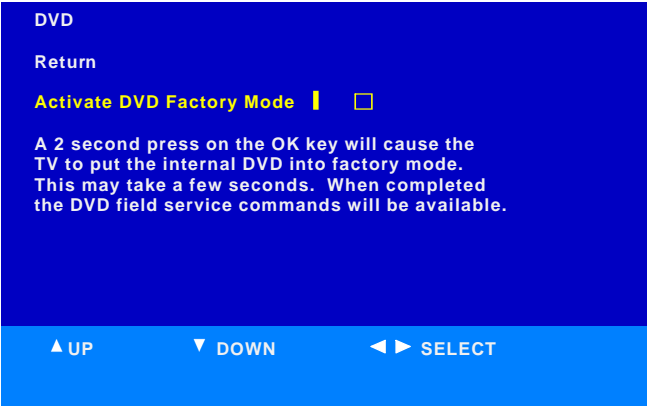 DVD
Return
Activate DVD Factory Mode
A 2 second press on the OK key will cause the
TV to put the internal DVD into factory mode.
This may take a few seconds.  When completed
the DVD field service commands will be available.
UP DOWN SELECT